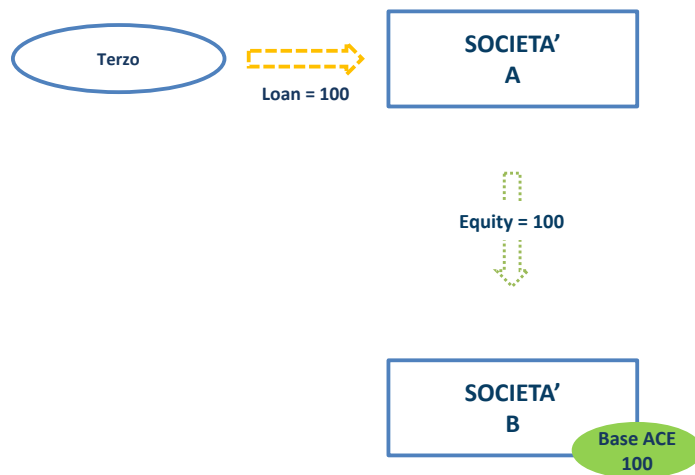 Terzo
Loan = 100
SOCIETA’
A
Equity = 100
SOCIETA’
B
Base ACE
100